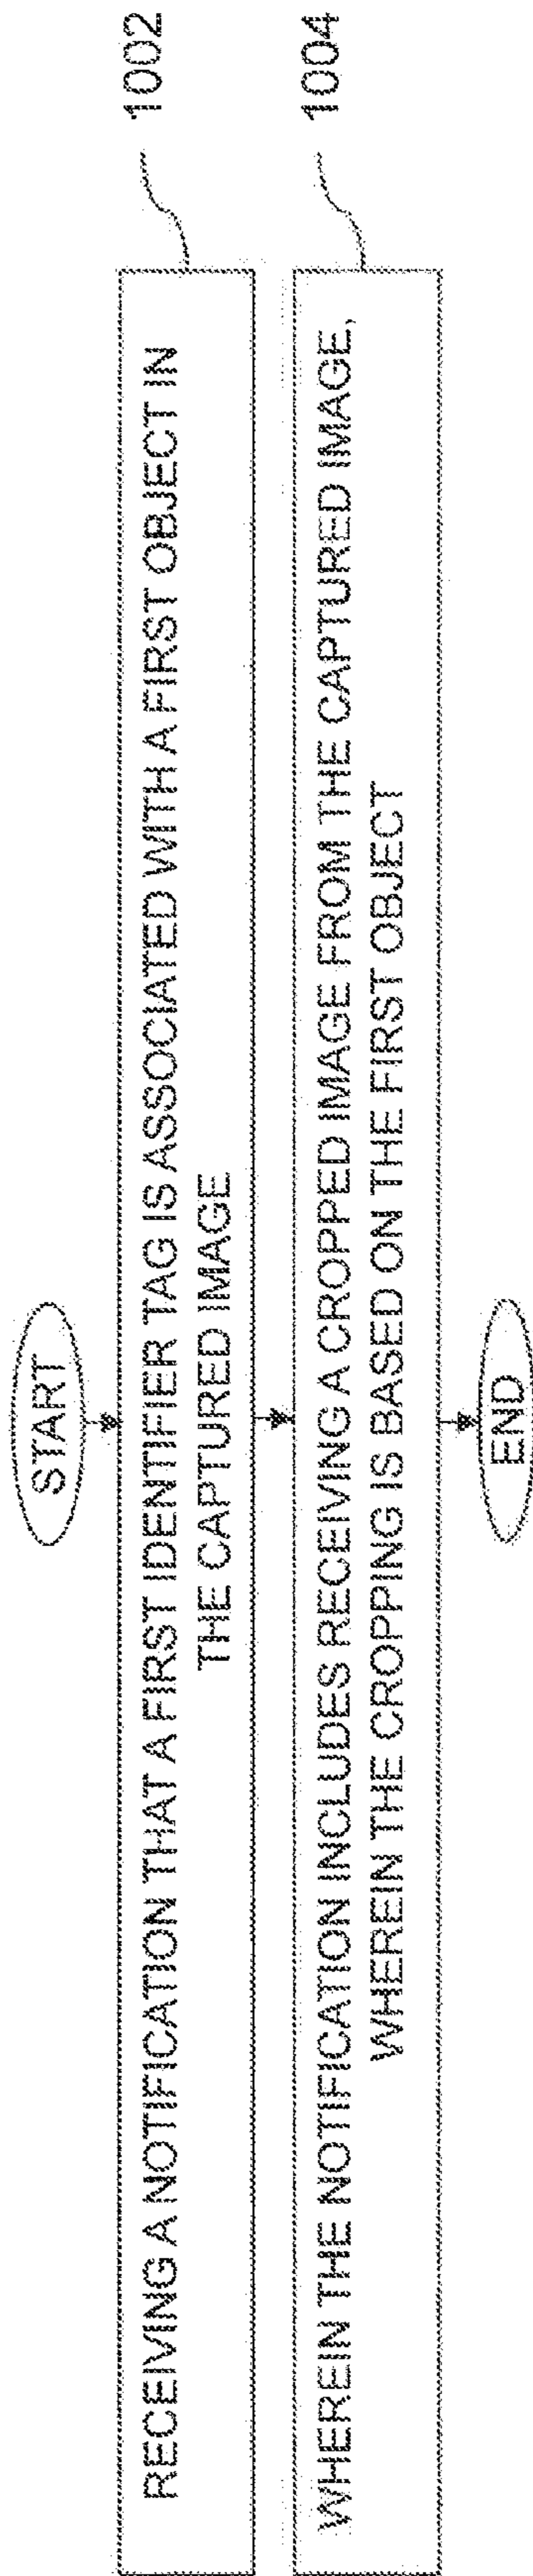 START
RECEIVING A NOTIFICATION THAT A FIRST IDENTIFIER TAG IS ASSOCIATED WITH A FIRST OBJECT IN
THE CAPTURED IMAGE
1002
WHEREIN THE NOTIFICATION INCLUDES RECEIVING A CROPPED IMAGE FROM THE CAPTURED IMAGE,
WHEREIN THE CROPPING IS BASED ON THE FIRST OBJECT
1004
END